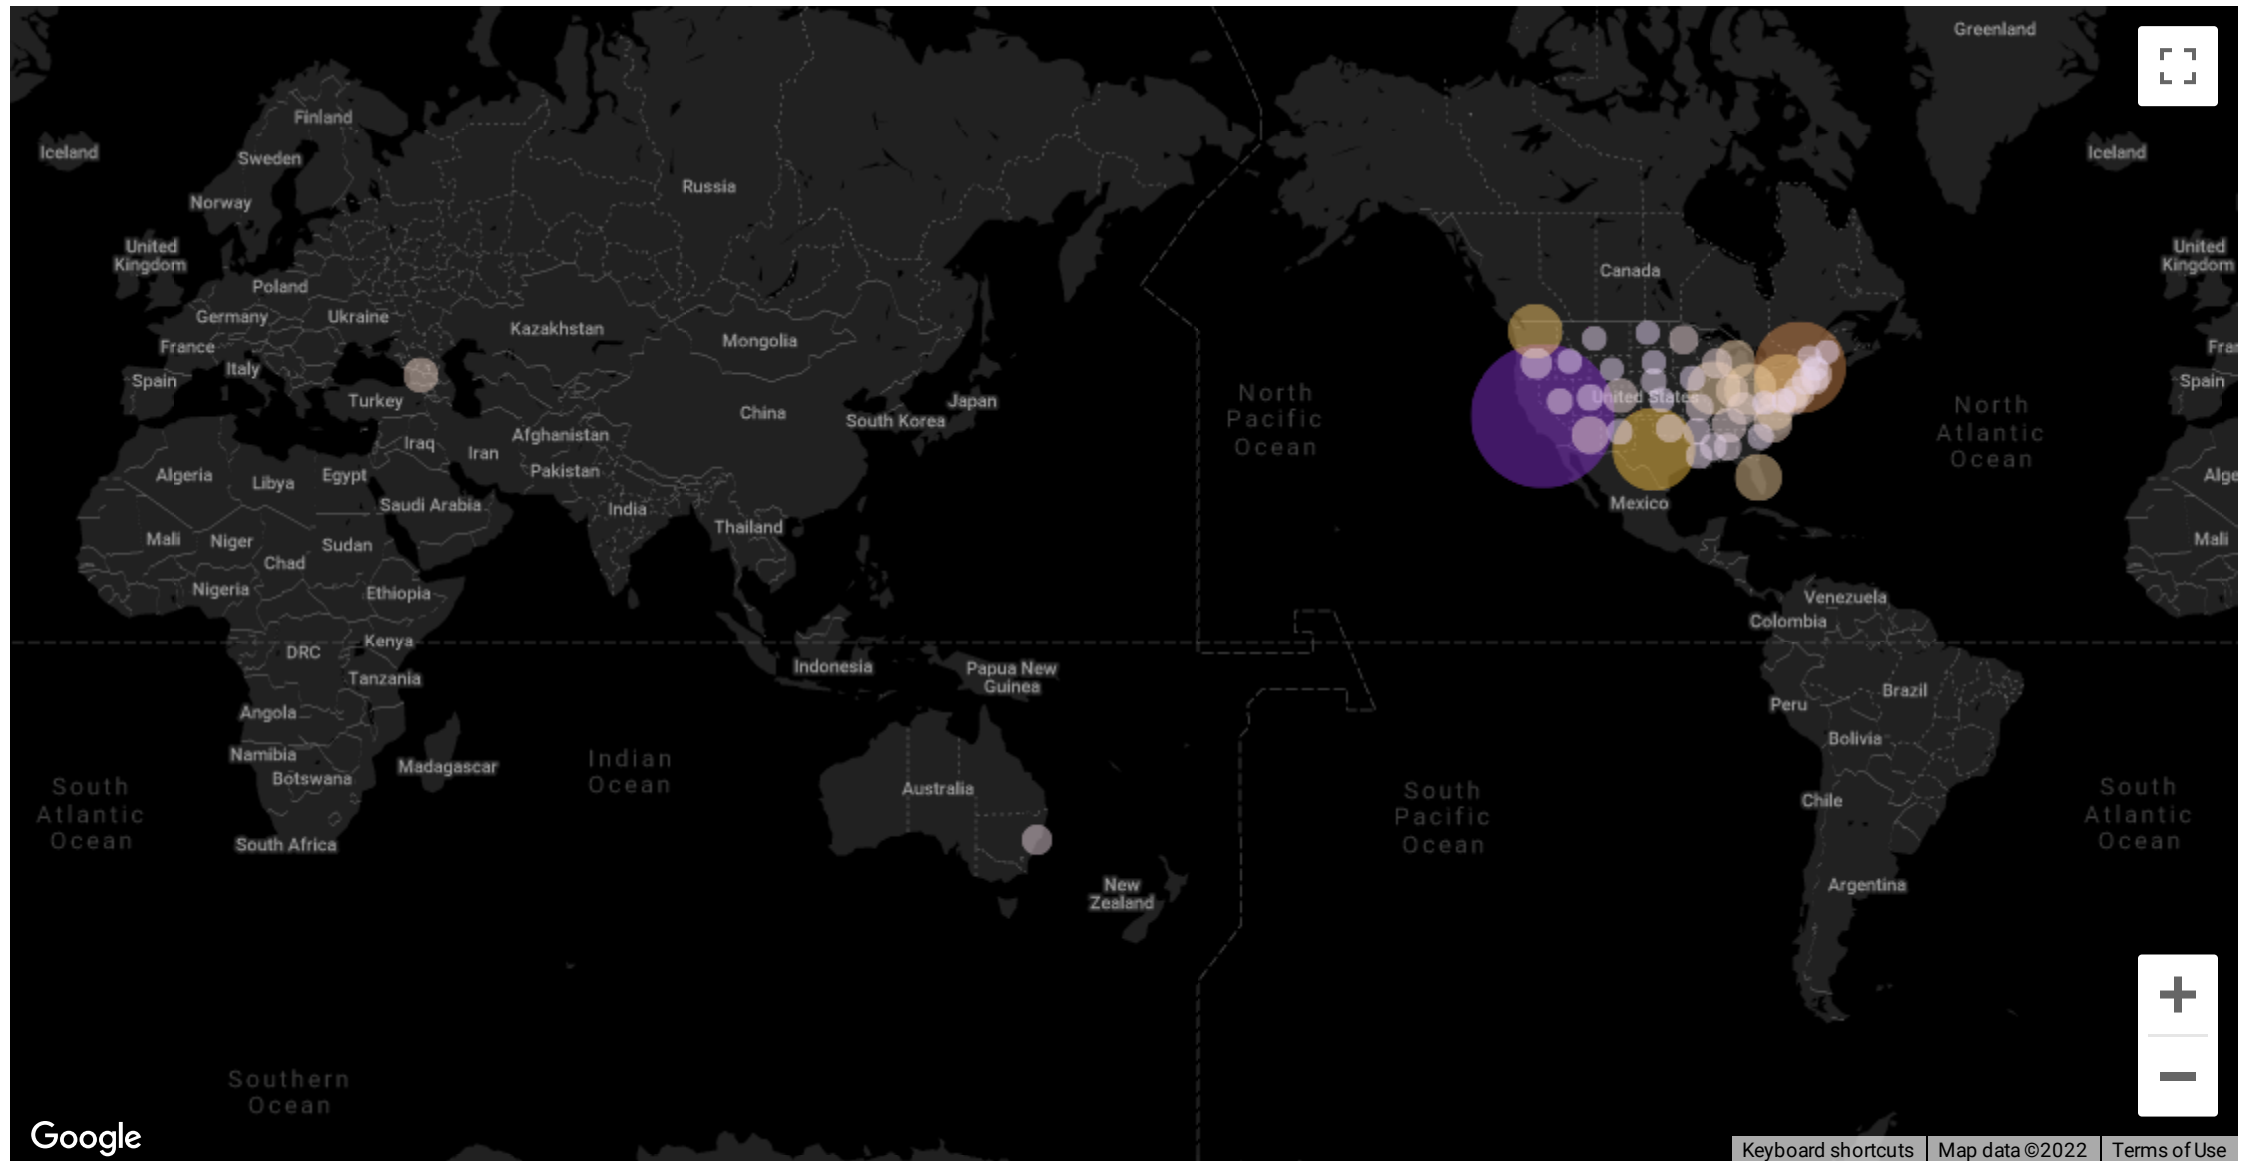 Greenland
Finland
Iceland
Iceland
Sweden
Russia
Norway
United
Kingdom
United
Kingdom
Canada
Poland
Germany
Ukraine
Kazakhstan
Mongolia
France
Fra
Italy
Spain
Spain
Turkey
China
Japan
South Korea
North
Pacific
Ocean
United States
North
Atlantic
Ocean
Afghanistan
Iraq
Iran
Pakistan
Algeria
Libya
Egypt
Alge
Saudi Arabia
India
Mexico
Thailand
Mali
Niger
Sudan
Mali
Chad
Nigeria
Ethiopia
Venezuela
Colombia
Kenya
DRC
Indonesia
Papua New
Guinea
Tanzania
Brazil
Angola
Peru
Bolivia
Namibia
Botswana
Madagascar
Indian
Ocean
South
Atlantic
Ocean
Australia
South
Pacific
Ocean
Chile
South
Atlantic
Ocean
South Africa
New
Zealand
Argentina
Southern
Ocean
Google
Keyboard shortcuts
Map data ©2022
Terms of Use